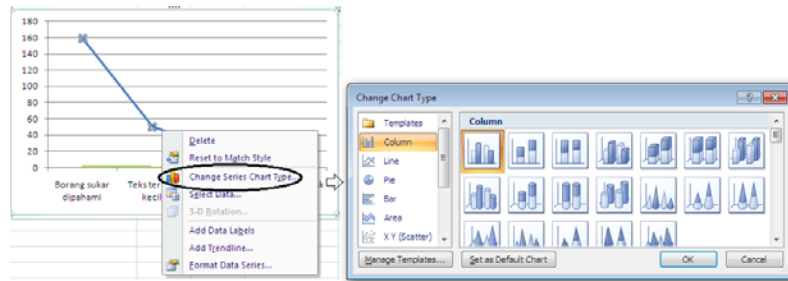 180
160
140
120
100
80
60
40
20
0
Borang sukar
dipahami
Delete
Reset to Match Style
Change Series Chart Type...
Select Data...
3-D Rotation...
Add Data Labels
Add Trendline...
Format Data Series...
Change Chart Type
Templates
Column
Line
Pie
Bar
Area
X Y (Scatter)
Column
Manage Templates...
Set as Default Chart
OK
Cancel